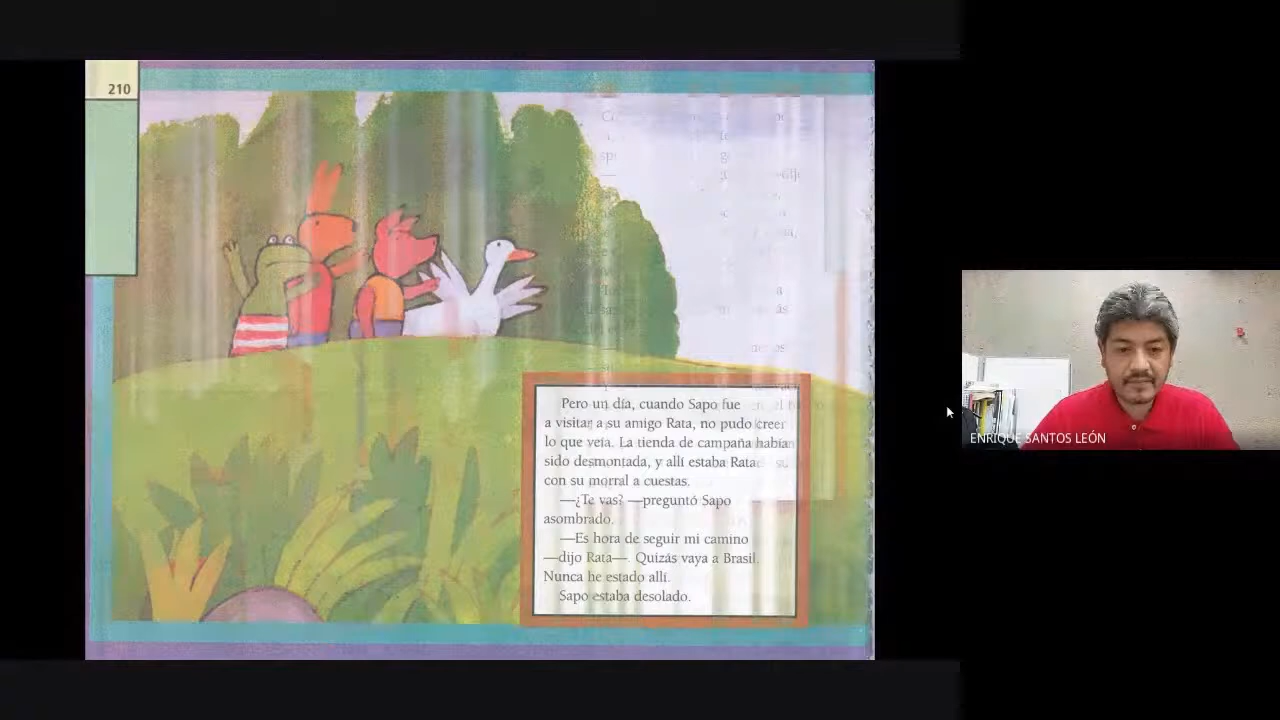 210
Pero un día, cuando Sapo fue
a visitar a su amigo Rata, no pudo creer
lo que veía. La tienda de campaña había
sido desmontada, y allí estaba Rata
con su morral a cuestas.
—¿Te vas? —preguntó Sapo
asombrado.
—Es hora de seguir mi camino
—dijo Rata—. Quizás vaya a Brasil.
Nunca he estado allí.
Sapo estaba desolado.
ENRIQUE SANTOS LEÓN